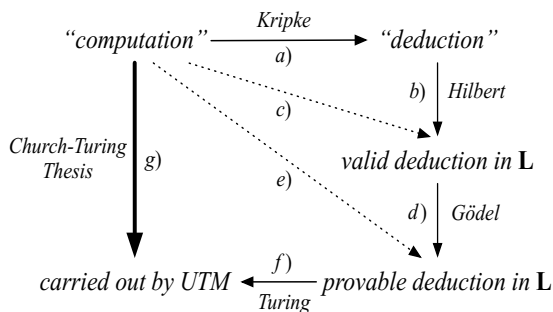 Kripke
“computation”
“deduction”
a)
b)
Hilbert
c)
Church-Turing
Thesis
g)
valid deduction in L
e)
d)
Gödel
f)
carried out by UTM
provable deduction in L
Turing